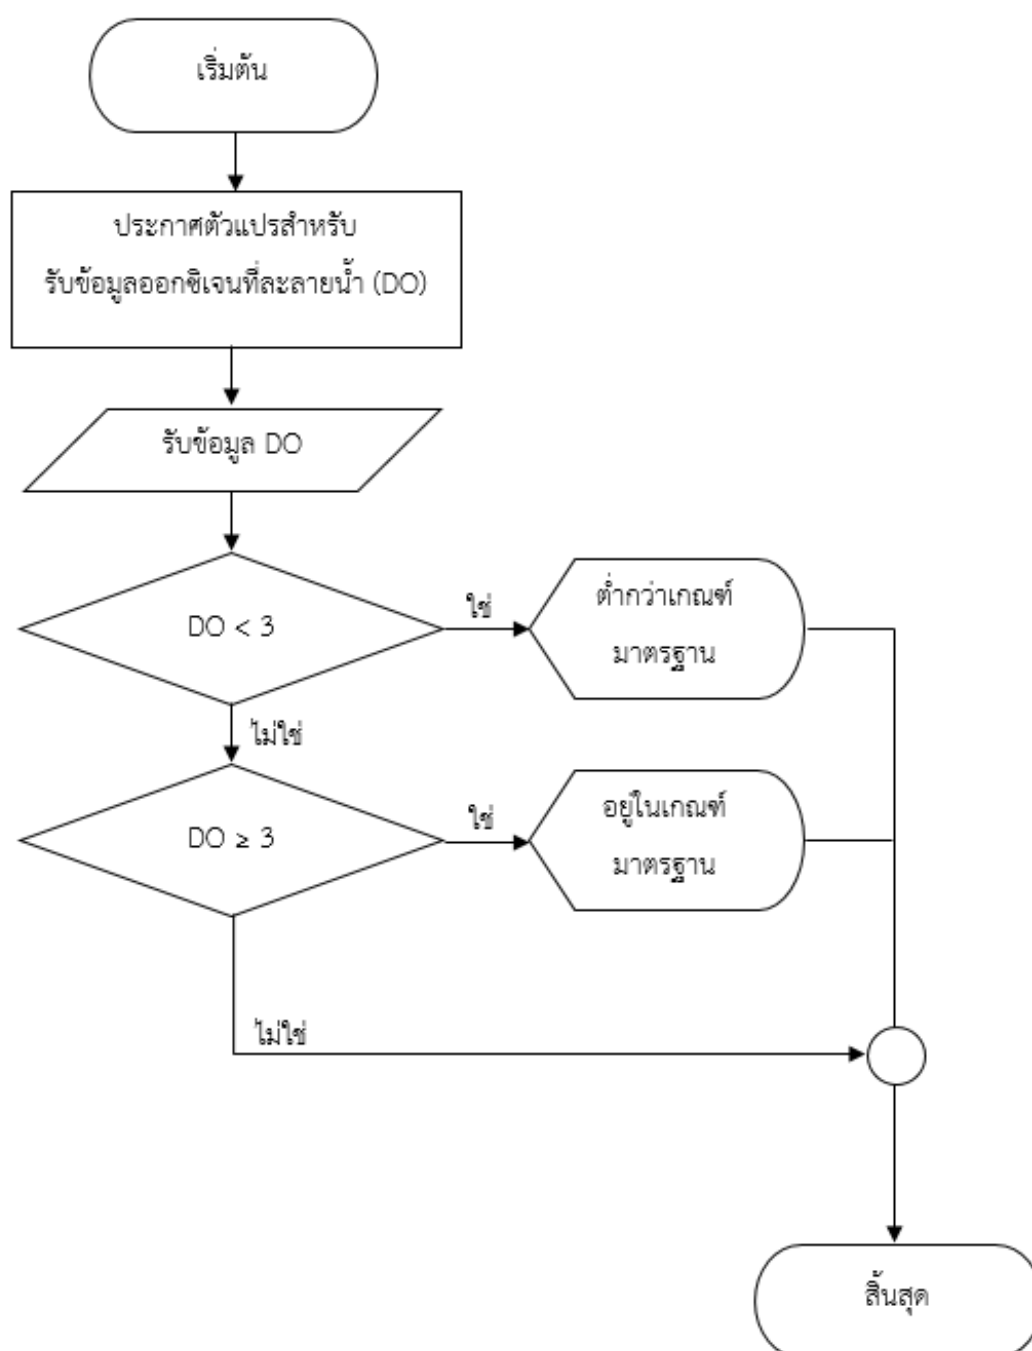 เริ่มต้น
ประกาศตัวแปรสำหรับ
รับข้อมูลออกซิเจนที่ละลายน้ำ (DO)
รับข้อมูล DO
DO < 3
ใช่
ต่ำกว่าเกณฑ์
มาตรฐาน
ไม่ใช่
DO ≥ 3
ใช่
อยู่ในเกณฑ์
มาตรฐาน
ไม่ใช่
สิ้นสุด